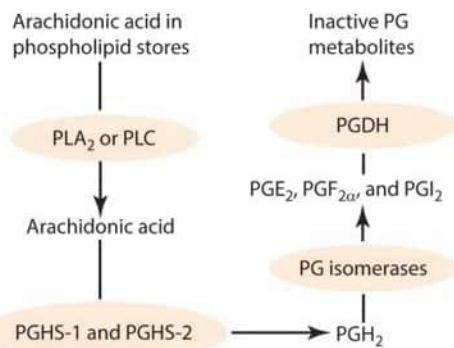 Arachidonic acid in
phospholipid stores
PLA₂ or PLC
Arachidonic acid
PGHS-1 and PGHS-2
PGH₂
PG isomerases
PGE₂, PGF₂α, and PGI₂
PGDH
Inactive PG
metabolites